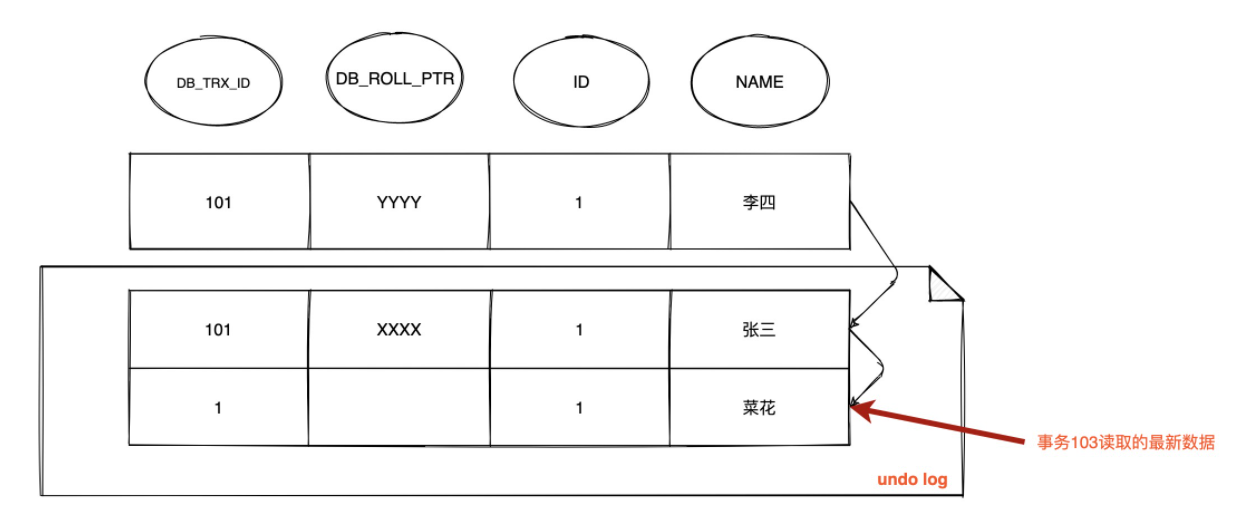 DB_TRX_ID DB_ROLL_PTR ID NAME
101 YYYY 1 李四
101 XXXX 1 张三
1 1 菜花
事务103读取的最新数据
undo log